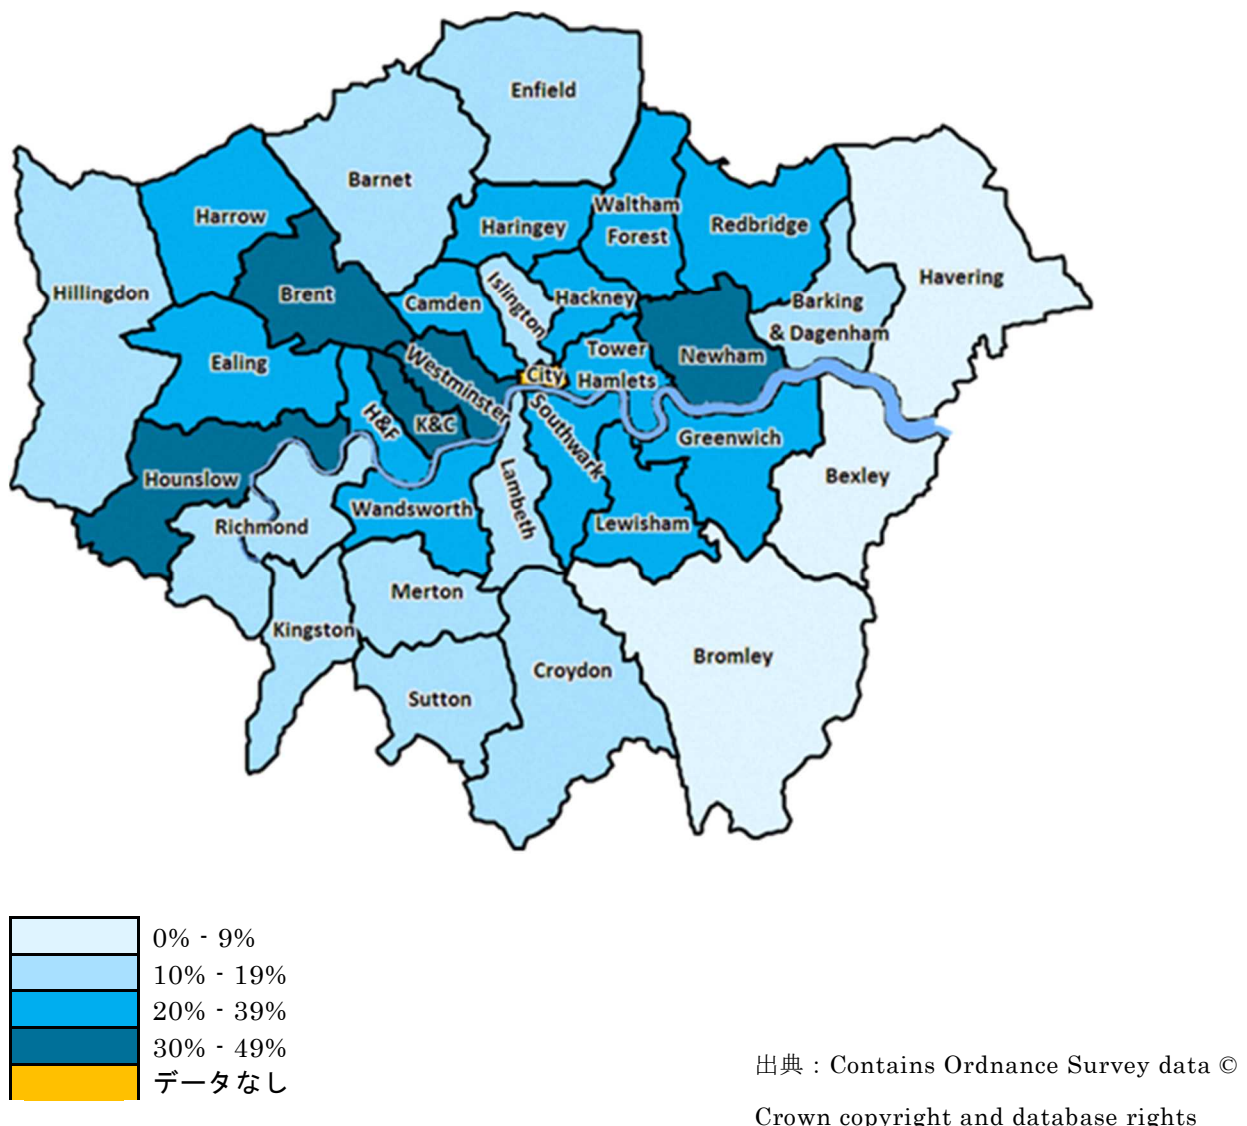 Enfield
Barnet
Harrow
Haringey
Waltham
Forest
Redbridge
Havering
Hillingdon
Brent
Camden
Islington
Hackney
Barking
& Dagenham
Ealing
Westminster
Tower
Hamlets
Newham
City
H&F
K&C
Southwark
Greenwich
Hounslow
Bexley
Richmond
Wandsworth
Lambeth
Lewisham
Merton
Kingston
Bromley
Croydon
Sutton
0% - 9%
10% - 19%
20% - 39%
30% - 49%
データなし
出典：Contains Ordnance Survey data ©
Crown copyright and database rights